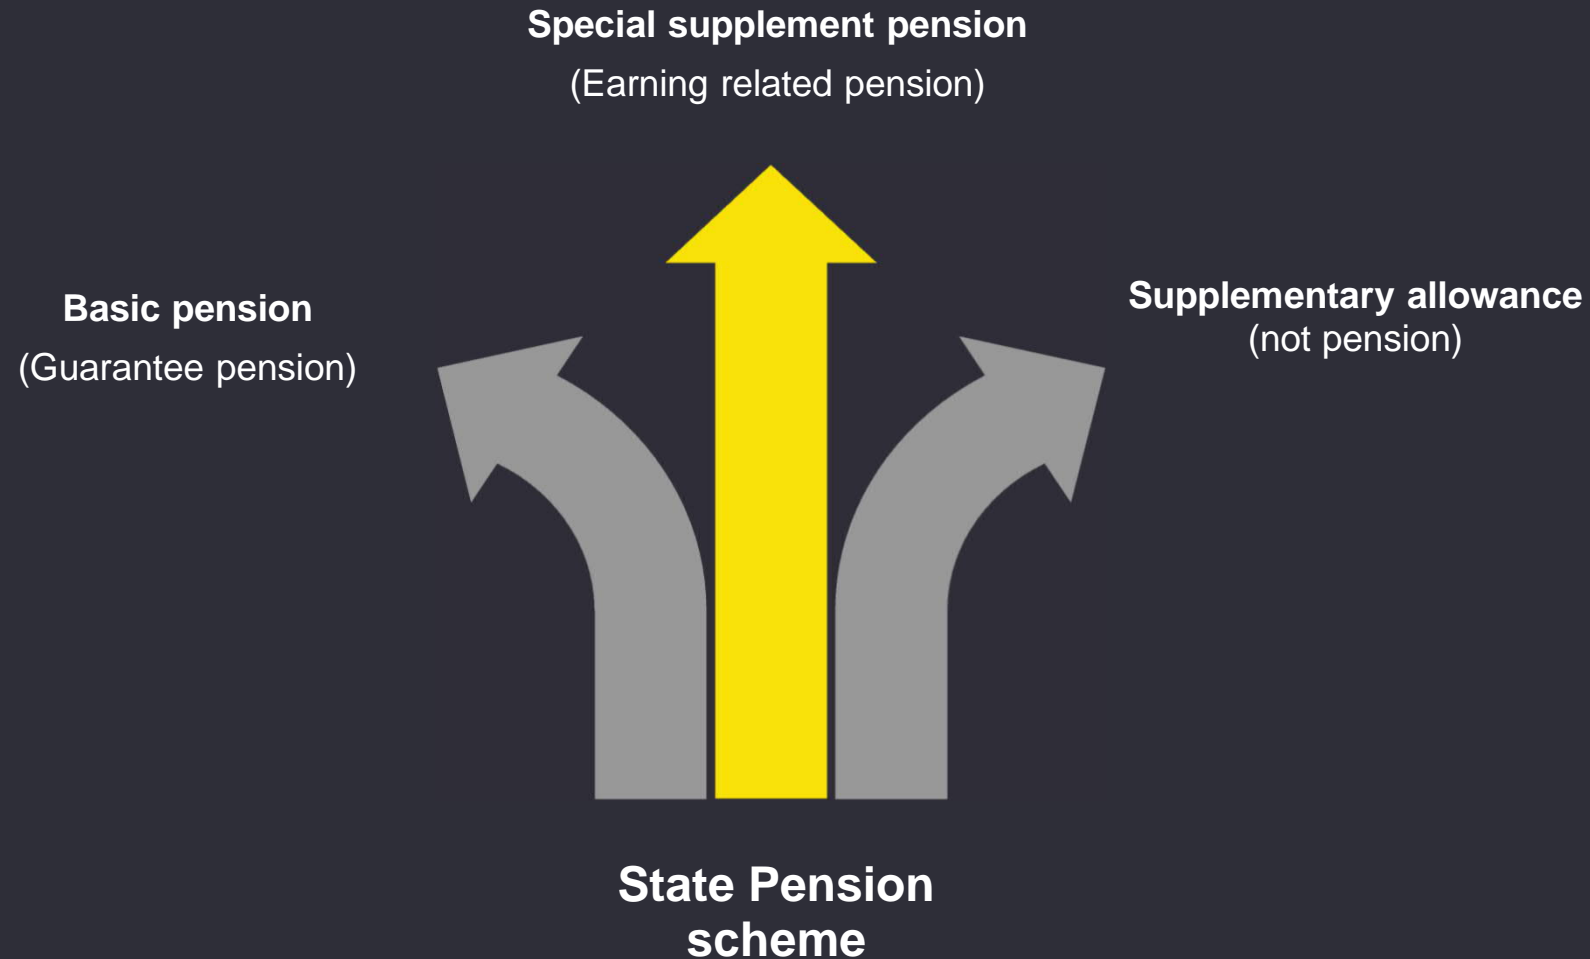 Special supplement pension
(Earning related pension)
Basic pension
(Guarantee pension)
Supplementary allowance
(not pension)
State Pension
scheme